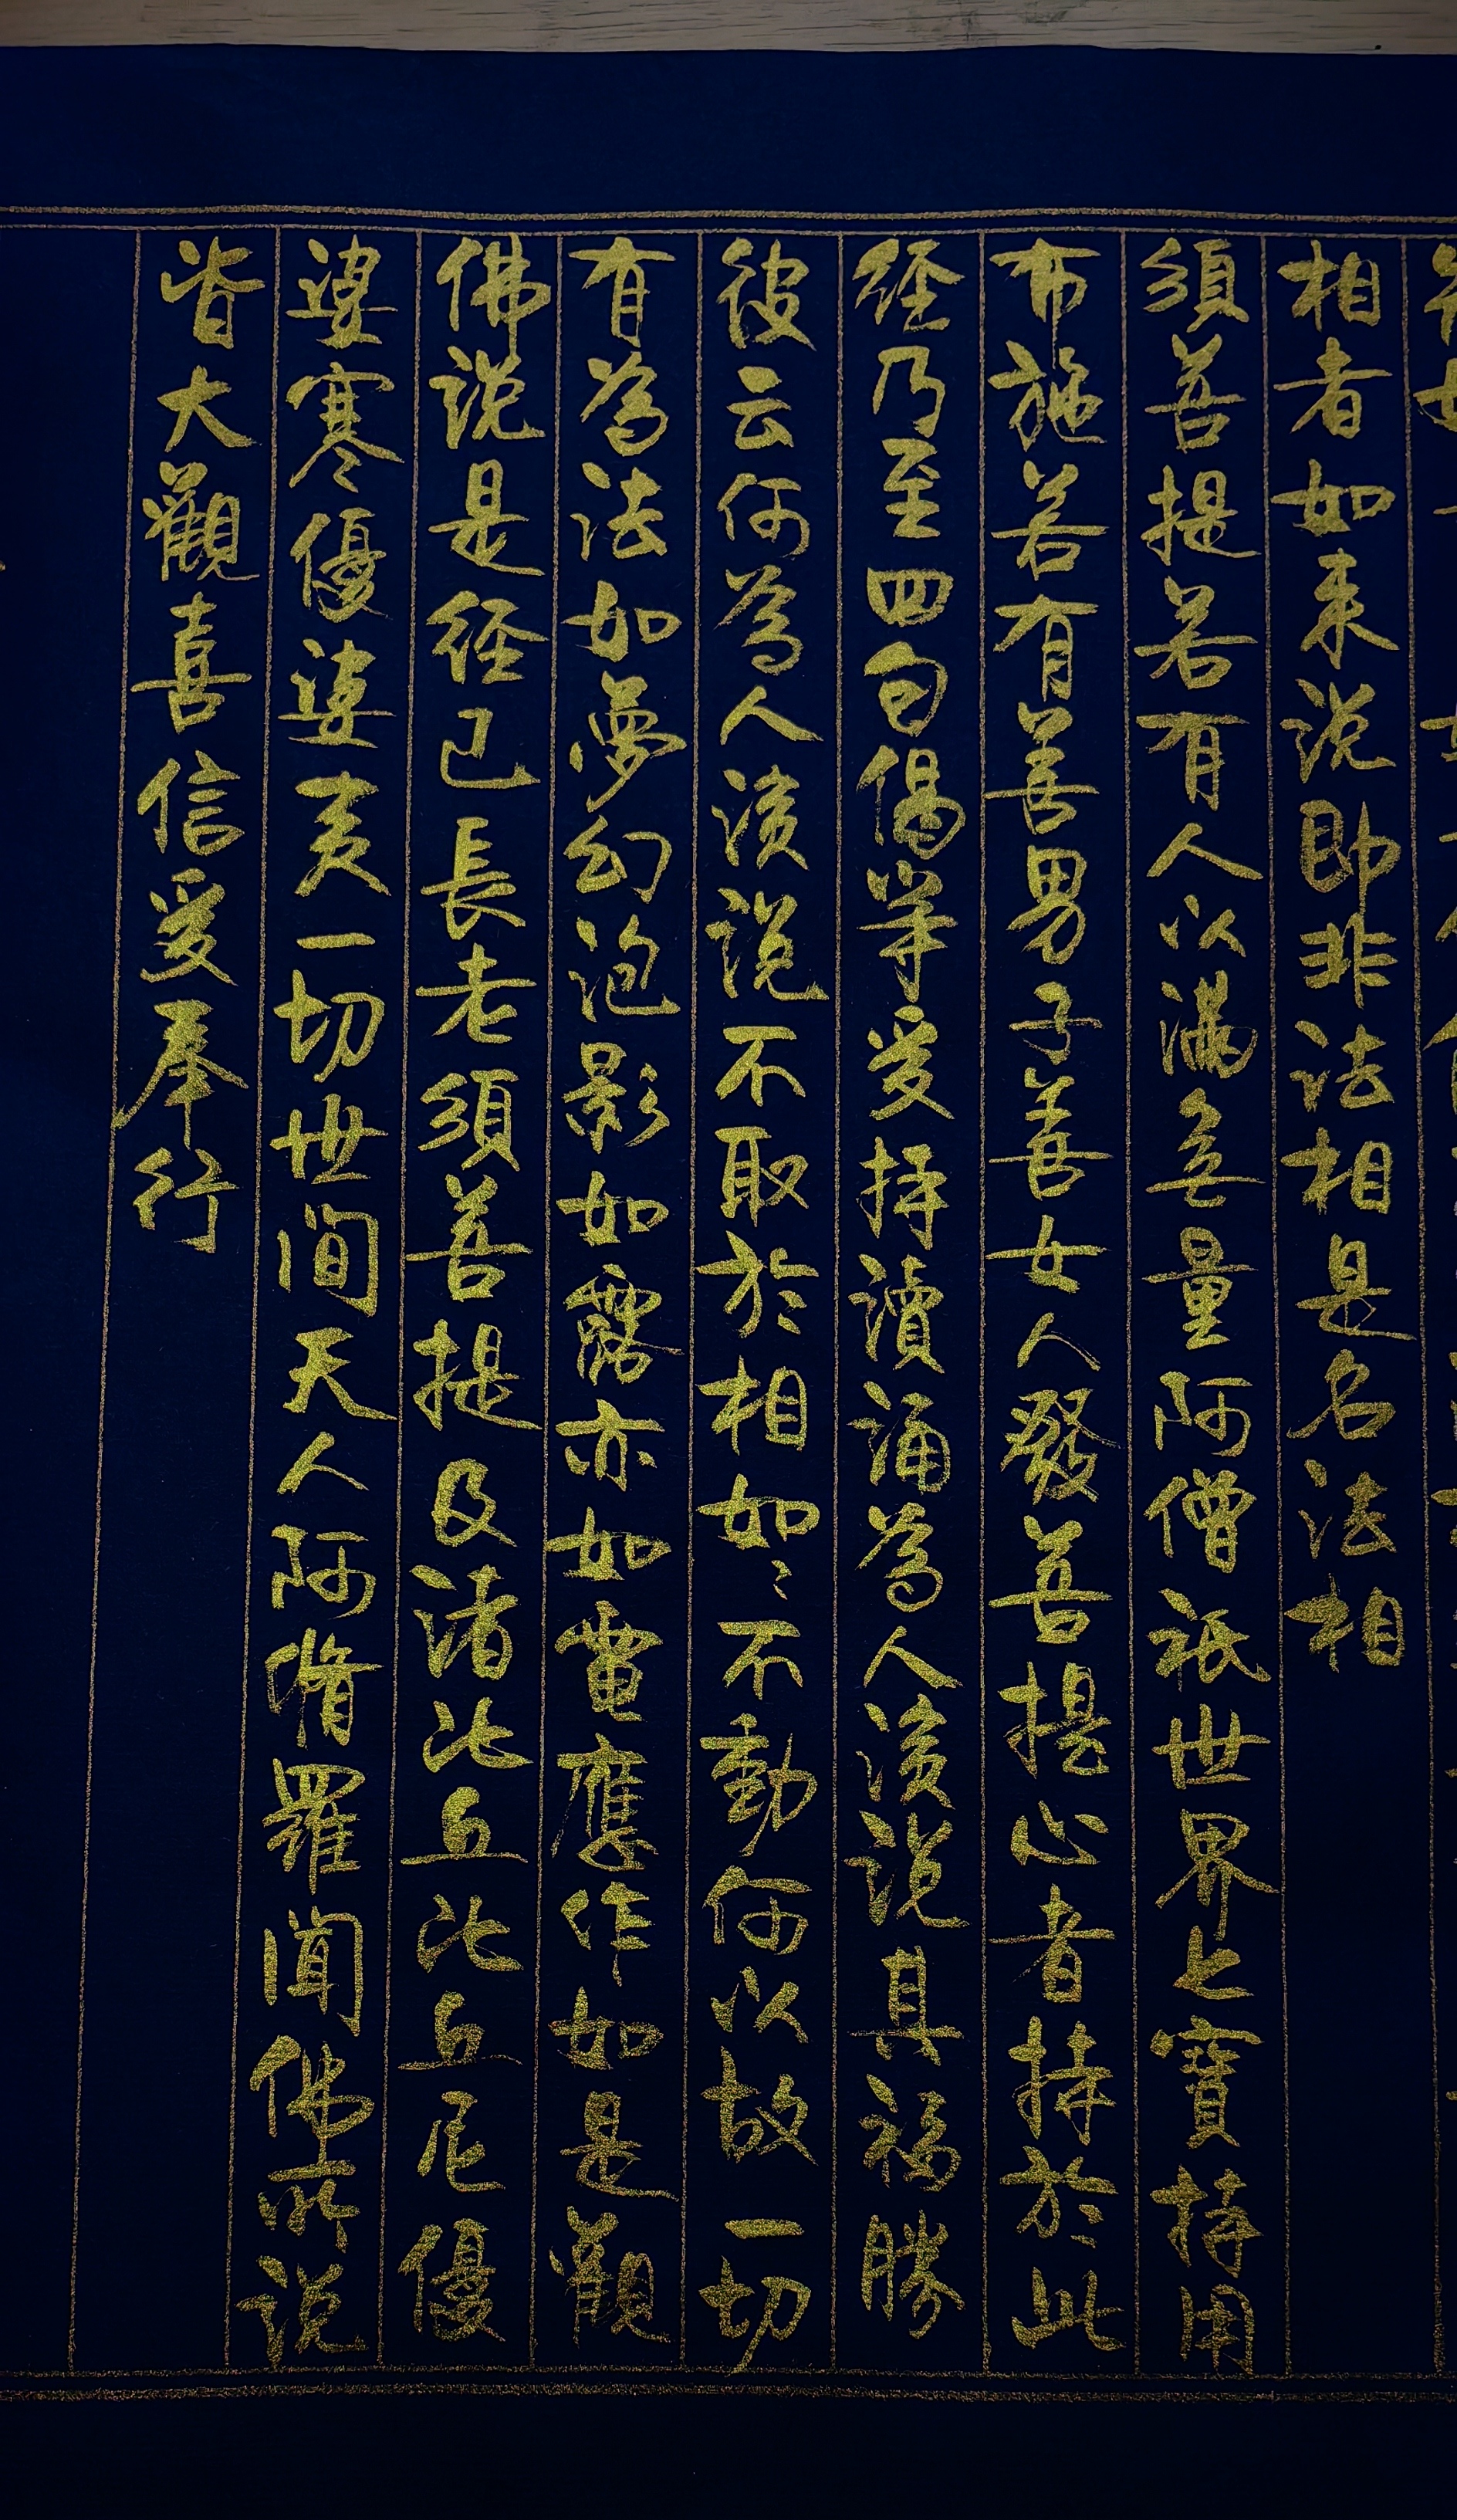 相者如来說即非法相是名法相
須菩提若有人以滿無量阿僧祇世界七寶持用
布施若有善男子善女人發菩提心者持於此
経乃至四句偈等受持讀誦為人演說其福勝
彼云何為人演說不取於相如〻不動何以故一切
有為法如夢幻泡影如露亦如電應作如是觀
佛說是経已長老須菩提及諸比丘比丘尼優
婆寒優婆夷一切世間天人阿脩羅聞佛所說
皆大觀喜信受奉行